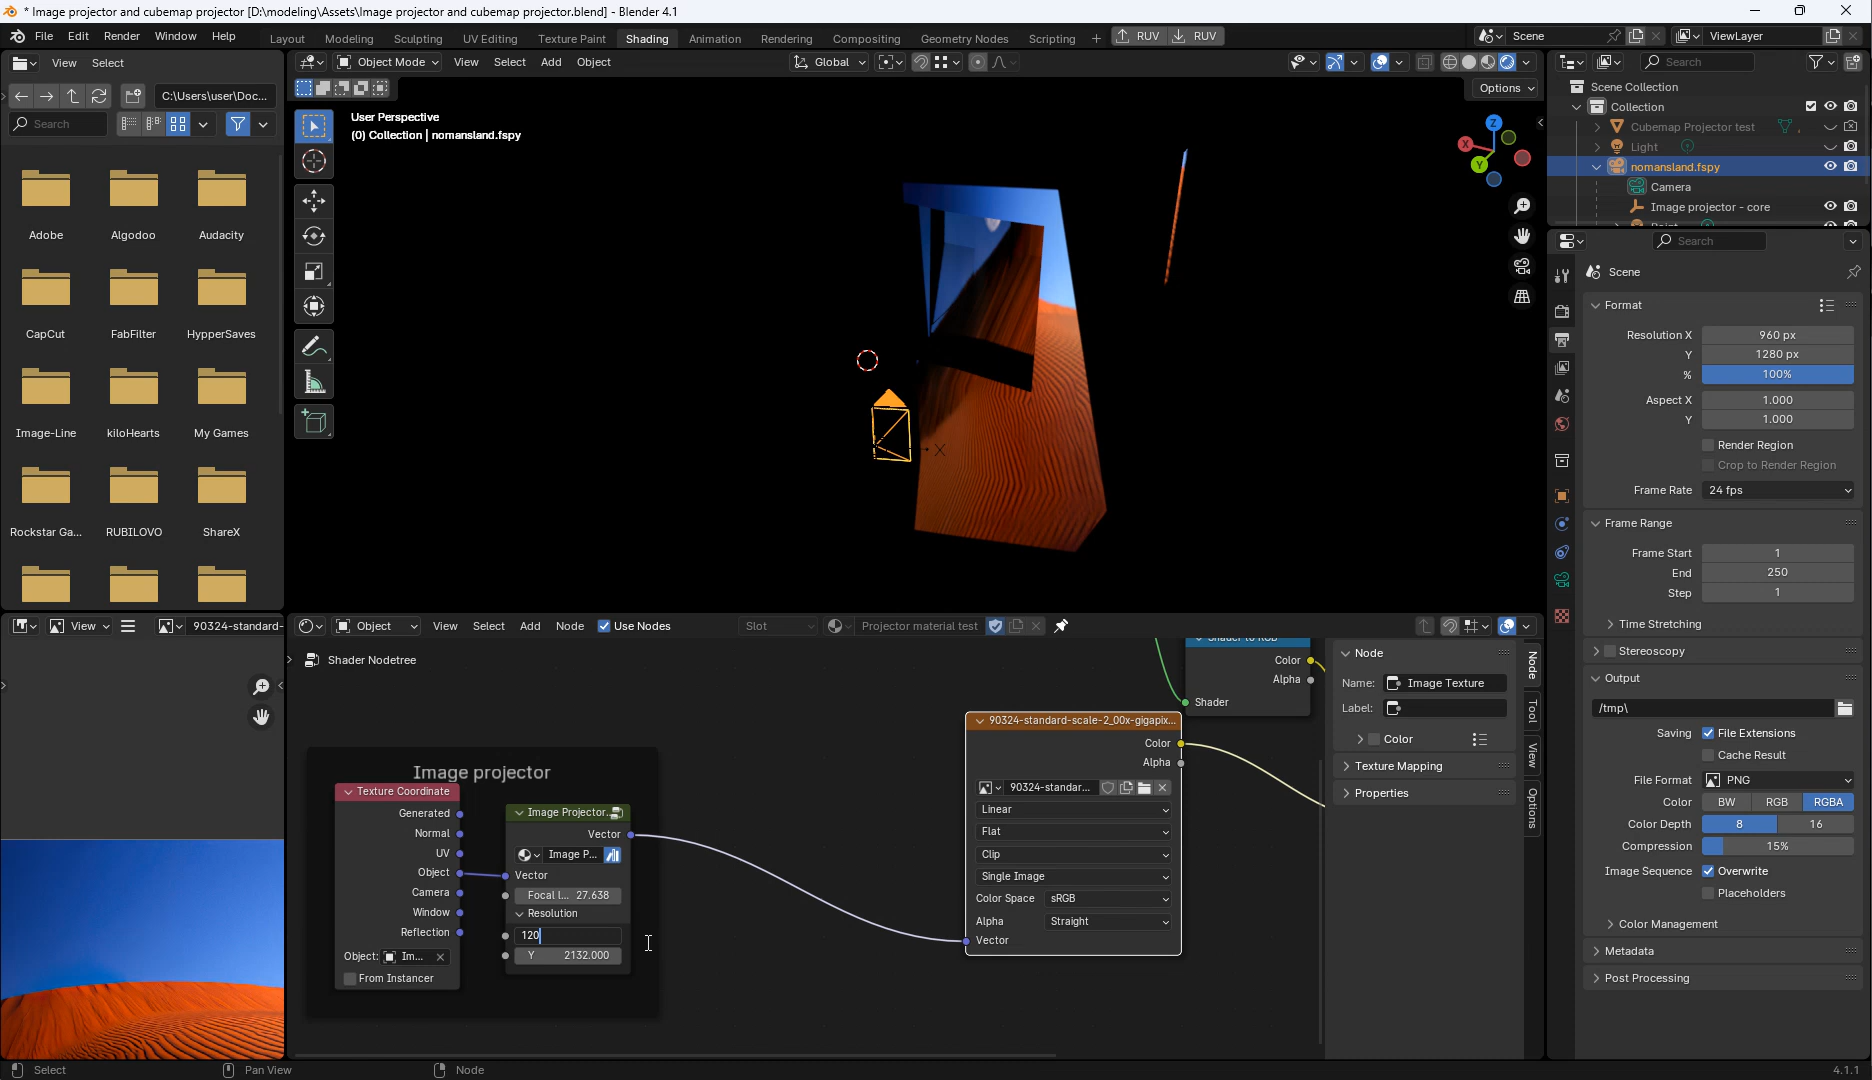 * Image projector and cubemap projector [D:\modeling\Assets\Image projector and cubemap projector.blend] - Blender 4.1
File Edit Render Window Help
Layout Modeling Sculpting UV Editing Texture Paint Shading Animation Rendering Compositing Geometry Nodes Scripting + RUV RUV
Scene ViewLayer
View Select
C:\Users\user\Doc...
Search
Adobe Algodoo Audacity
CapCut FabFilter HypperSaves
Image-Line kiloHearts My Games
Rockstar Ga... RUBILOVO ShareX
Object Mode View Select Add Object Global
Options
User Perspective
(0) Collection | nomansland.fspy
Z
X
Y
X
Search
Scene Collection
Collection
Cubemap Projector test
Light
nomansland.fspy
Camera
Image projector - core
Search
Scene
Format
Resolution X 960 px
Y 1280 px
% 100%
Aspect X 1.000
Y 1.000
Render Region
Crop to Render Region
Frame Rate 24 fps
Frame Range
Frame Start 1
End 250
Step 1
Time Stretching
Stereoscopy
Output
/tmp\
Saving File Extensions
Cache Result
File Format PNG
Color BW RGB RGBA
Color Depth 8 16
Compression 15%
Image Sequence Overwrite
Placeholders
Color Management
Metadata
Post Processing
View 90324-standard-
Object View Select Add Node Use Nodes Slot Projector material test
Shader Nodetree
Image projector
Texture Coordinate
Generated
Normal
UV
Object
Camera
Window
Reflection
Object: Im...
From Instancer
Image Projector...
Vector
Image P...
Vector
Focal l... 27.638
Resolution
120
Y 2132.000
Shader to RGB
Color
Alpha
Shader
90324-standard-scale-2_00x-gigapix...
Color
Alpha
90324-standar...
Linear
Flat
Clip
Single Image
Color Space sRGB
Alpha Straight
Vector
Node
Name: Image Texture
Label:
Color
Texture Mapping
Properties
Node
Tool
View
Options
Select Pan View Node 4.1.1